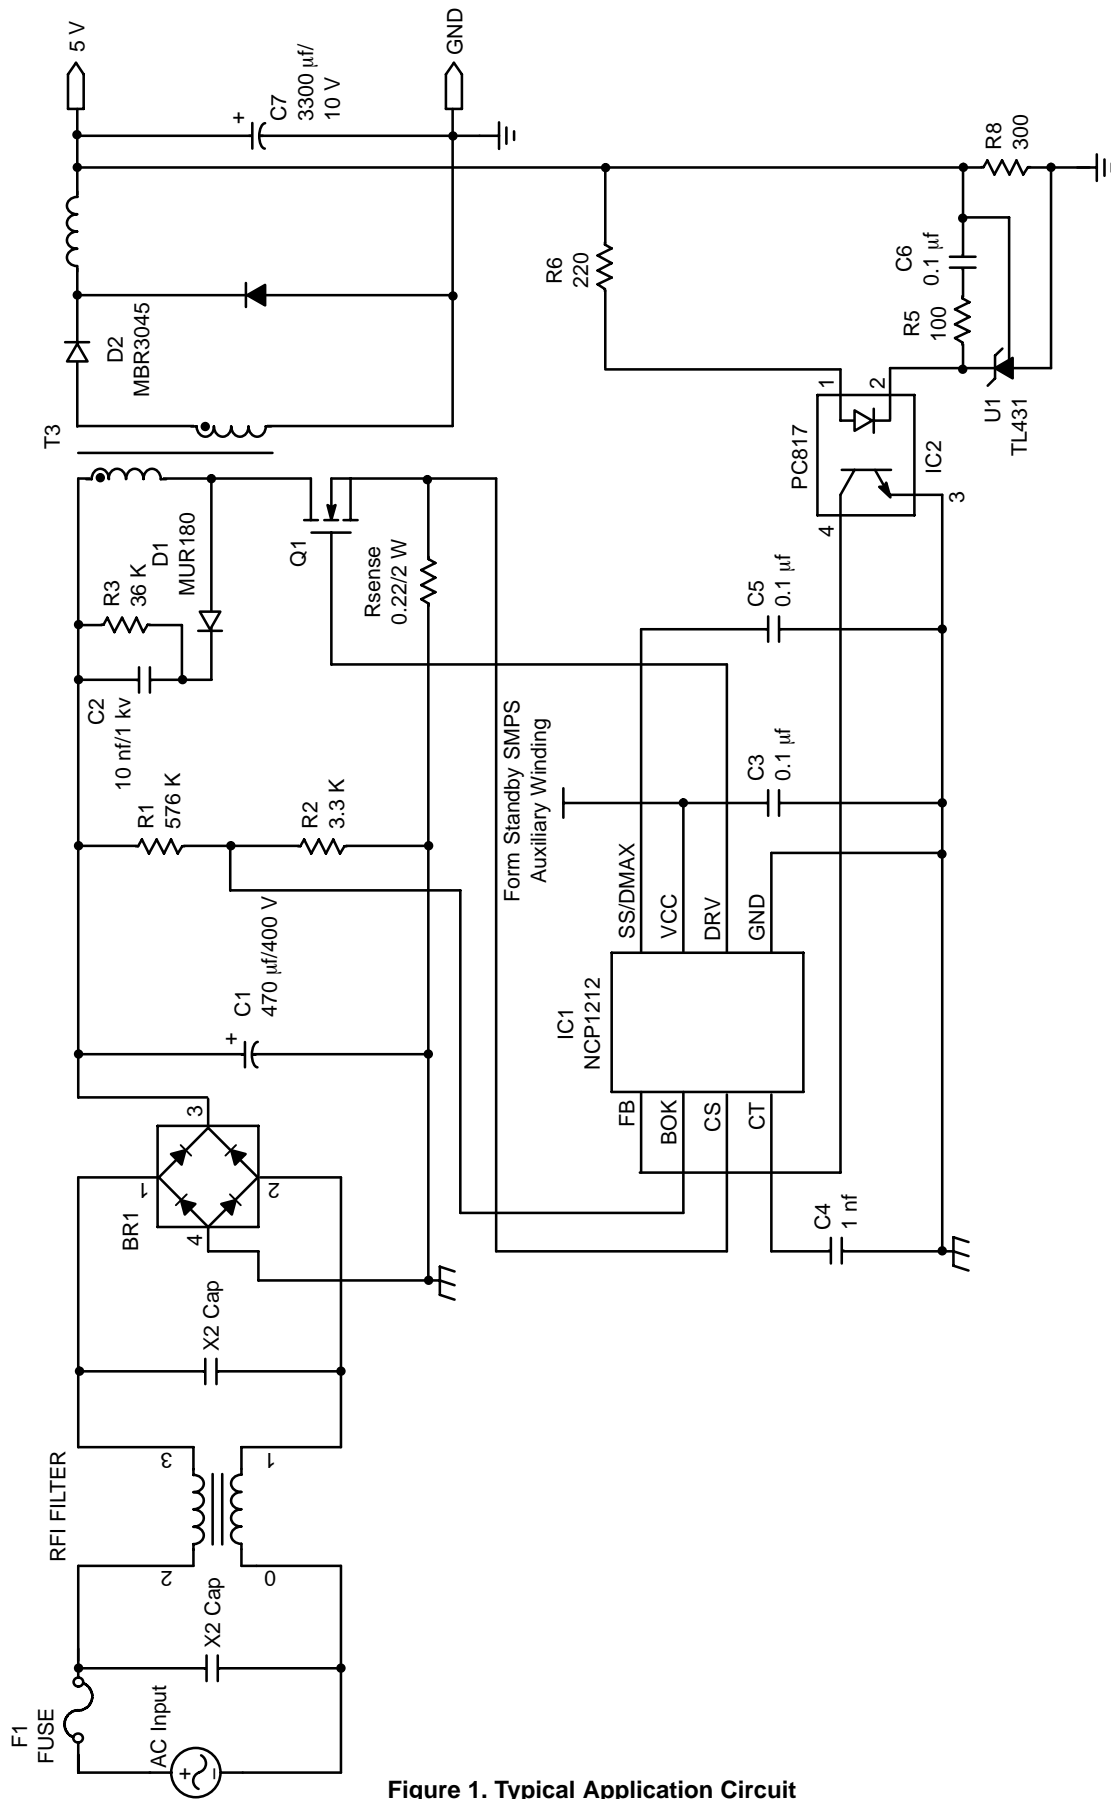 F1
FUSE
AC Input
+
−
X2 Cap
RFI FILTER
2
3
0
1
X2 Cap
BR1
1
3
4
2
C1
470 µf/400 V
+
R1
576 K
R2
3.3 K
C2
10 nf/1 kv
R3
36 K
D1
MUR180
Q1
Rsense
0.22/2 W
T3
D2
MBR3045
+
C7
3300 µf/
10 V
5 V
GND
Form Standby SMPS
Auxiliary Winding
IC1
NCP1212
FB
BOK
CS
CT
SS/DMAX
VCC
DRV
GND
C4
1 nf
C3
0.1 µf
C5
0.1 µf
PC817
IC2
4
3
1
2
R6
220
R5
100
C6
0.1 µf
U1
TL431
R8
300
Figure 1. Typical Application Circuit